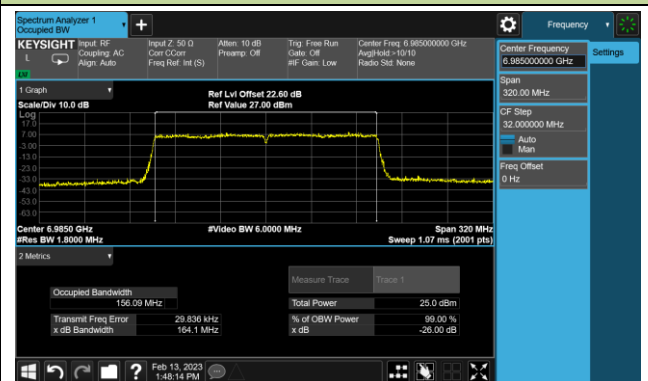 Spectrum Analyzer 1
Occupied BW
Frequency
KEYSIGHT Input: RF
Coupling: AC
Align: Auto
Input Z: 50 Ω
Corr CCorr
Freq Ref: Int (S)
Atten: 10 dB
Preamp: Off
Trig: Free Run
Gate: Off
#IF Gain: Low
Center Freq: 6.985000000 GHz
Avg|Hold:>10/10
Radio Std: None
L
Center Frequency
6.985000000 GHz
Settings
Span
320.00 MHz
CF Step
32.000000 MHz
Auto
Man
Freq Offset
0 Hz
1 Graph
Scale/Div 10.0 dB
Ref Lvl Offset 22.60 dB
Ref Value 27.00 dBm
Log
17.0
7.00
-3.00
-13.0
-23.0
-33.0
-43.0
-53.0
-63.0
Center 6.9850 GHz
#Res BW 1.8000 MHz
#Video BW 6.0000 MHz
Span 320 MHz
Sweep 1.07 ms (2001 pts)
2 Metrics
Measure Trace
Trace 1
Occupied Bandwidth
156.09 MHz
Total Power
25.0 dBm
Transmit Freq Error
29.836 kHz
% of OBW Power
99.00 %
x dB Bandwidth
164.1 MHz
x dB
-26.00 dB
Feb 13, 2023
1:48:14 PM